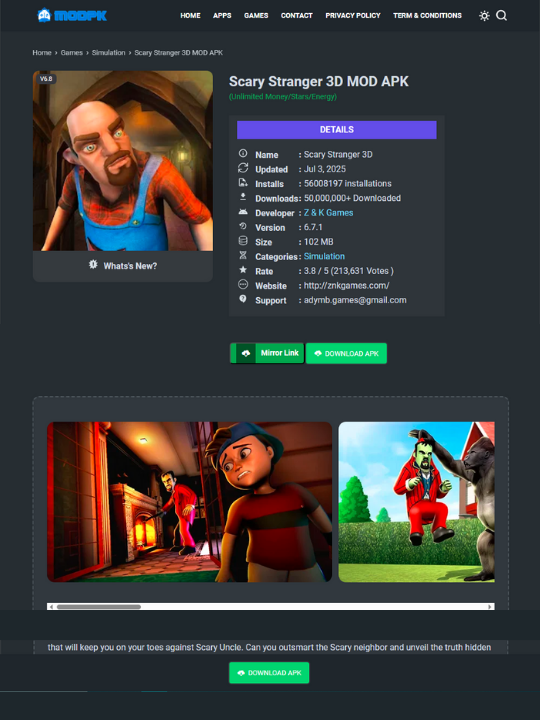 MODPK
HOME APPS GAMES CONTACT PRIVACY POLICY TERM & CONDITIONS
Home › Games › Simulation › Scary Stranger 3D MOD APK
V6.8
Whats's New?
Scary Stranger 3D MOD APK
(Unlimited Money/Stars/Energy)
DETAILS
Name : Scary Stranger 3D
Updated : Jul 3, 2025
Installs : 56008197 installations
Downloads : 50,000,000+ Downloaded
Developer : Z & K Games
Version : 6.7.1
Size : 102 MB
Categories : Simulation
Rate : 3.8 / 5 (213,631 Votes )
Website : http://znkgames.com/
Support : adymb.games@gmail.com
Mirror Link DOWNLOAD APK
that will keep you on your toes against Scary Uncle. Can you outsmart the Scary neighbor and unveil the truth hidden
DOWNLOAD APK